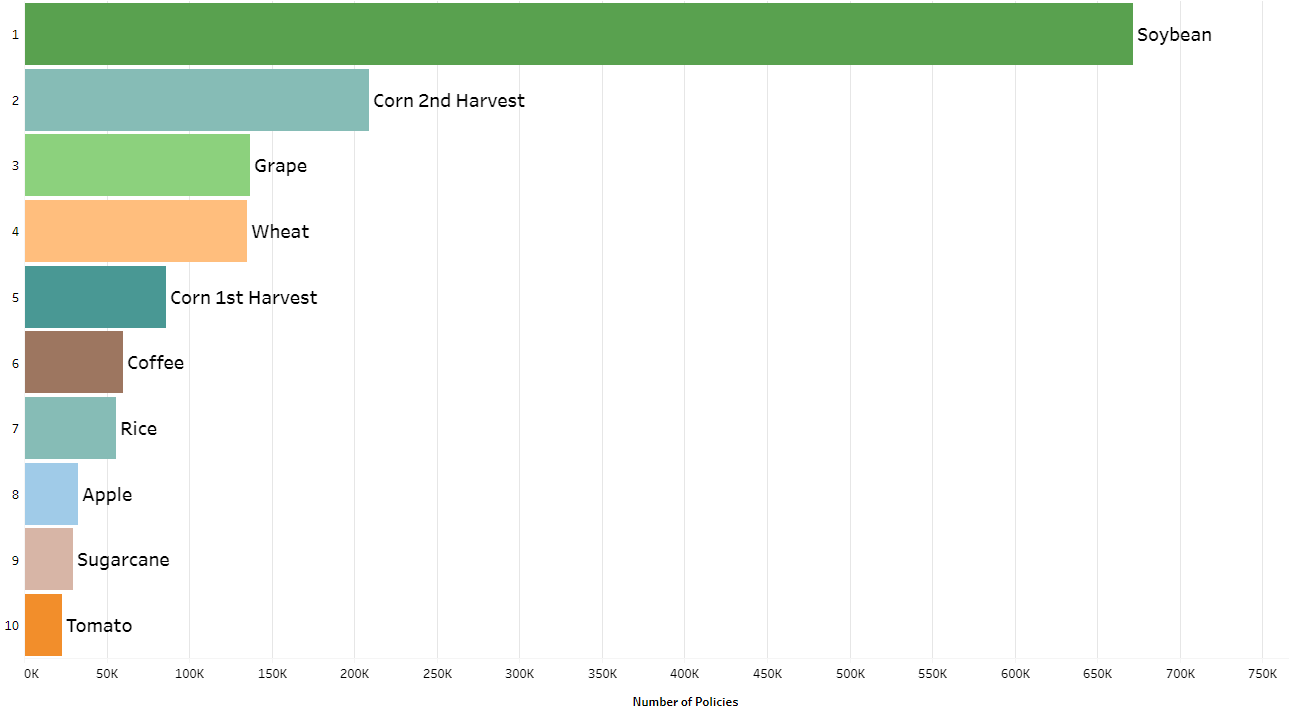 1 Soybean
2 Corn 2nd Harvest
3 Grape
4 Wheat
5 Corn 1st Harvest
6 Coffee
7 Rice
8 Apple
9 Sugarcane
10 Tomato
0K 50K 100K 150K 200K 250K 300K 350K 400K 450K 500K 550K 600K 650K 700K 750K
Number of Policies